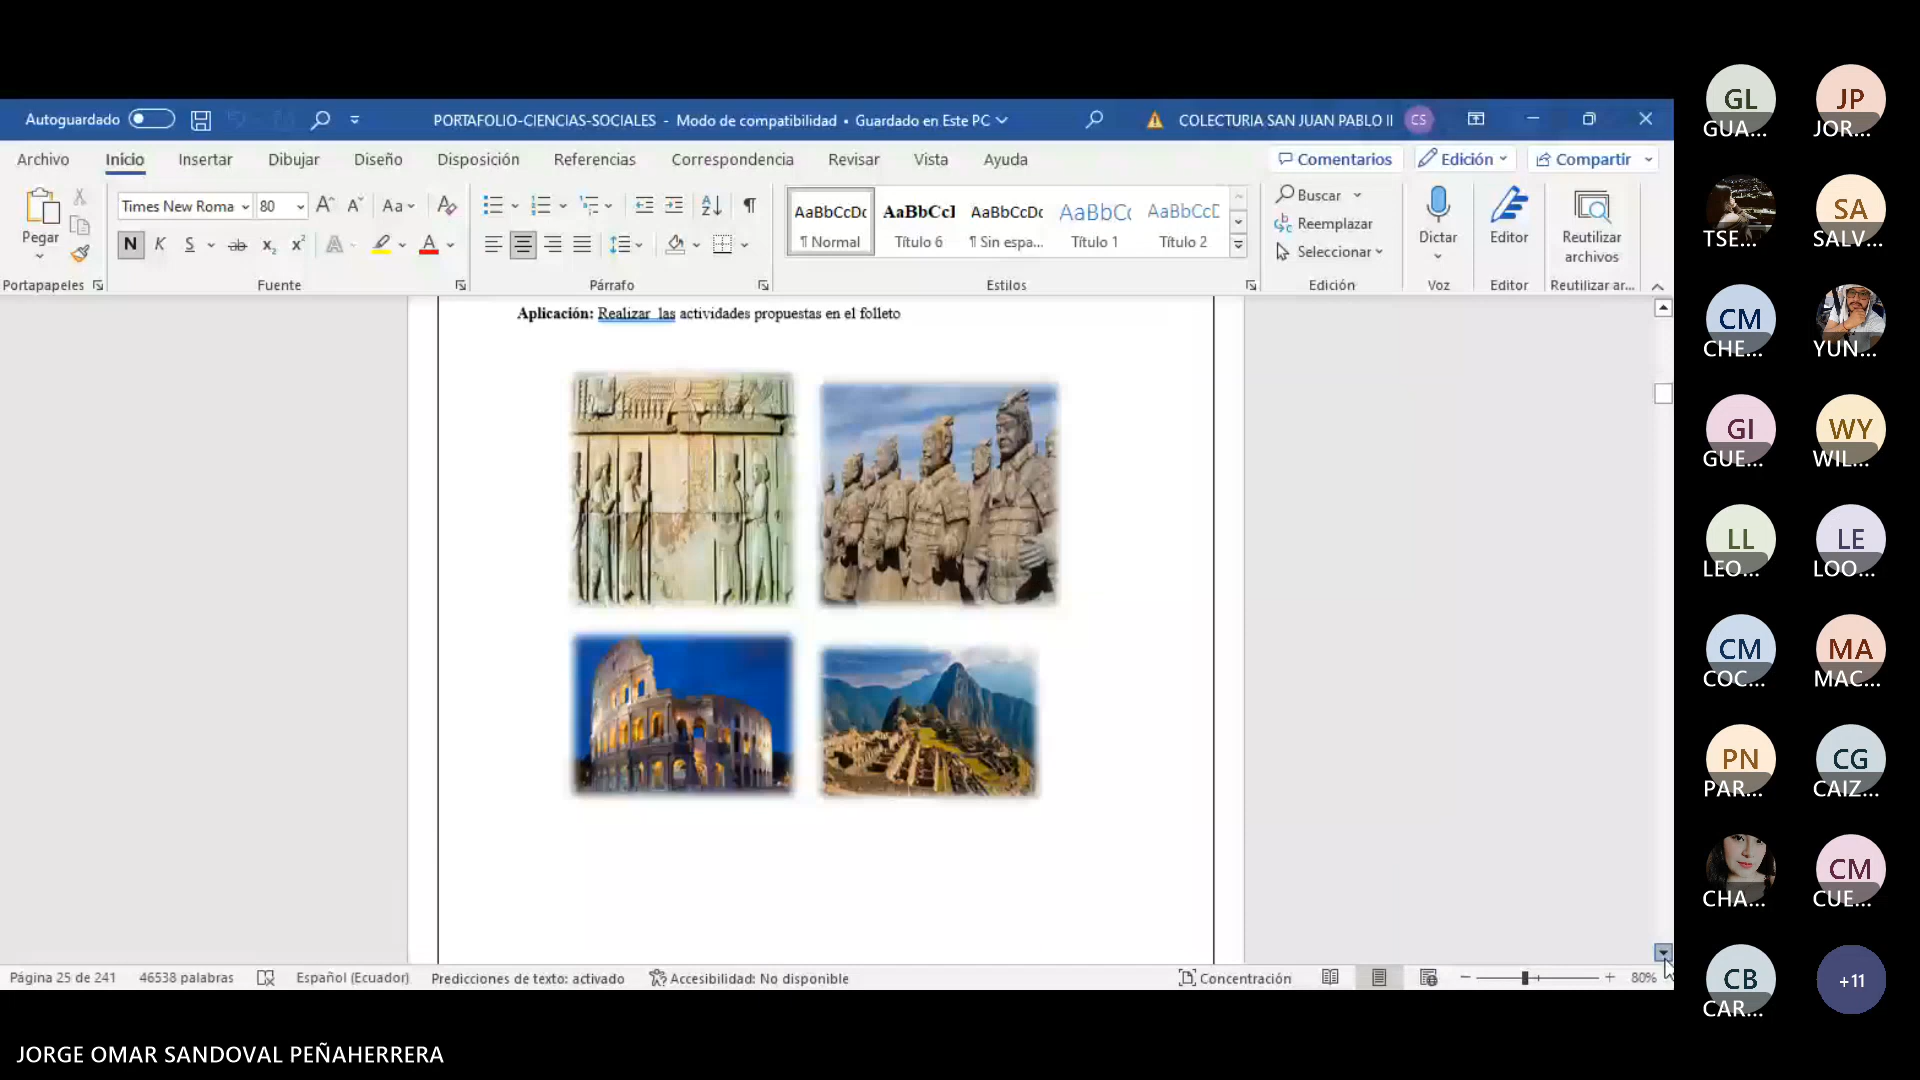 Autoguardado
PORTAFOLIO-CIENCIAS-SOCIALES - Modo de compatibilidad • Guardado en Este PC
COLECTURIA SAN JUAN PABLO II
CS
Archivo
Inicio
Insertar
Dibujar
Diseño
Disposición
Referencias
Correspondencia
Revisar
Vista
Ayuda
Comentarios
Edición
Compartir
Pegar
Portapapeles
Times New Roma
80
Aa
N K S ab x₂ x²
A
A
Fuente
Párrafo
AaBbCcDc
¶ Normal
AaBbCcI
Título 6
AaBbCcDc
¶ Sin espa...
AaBbCc
Título 1
AaBbCcD
Título 2
Estilos
Buscar
Reemplazar
Seleccionar
Edición
Dictar
Voz
Editor
Editor
Reutilizar
archivos
Reutilizar ar...
Aplicación: Realizar las actividades propuestas en el folleto
Página 25 de 241
46538 palabras
Español (Ecuador)
Predicciones de texto: activado
Accesibilidad: No disponible
Concentración
80%
GL
GUA...
JP
JOR...
TSE...
SA
SALV...
CM
CHE...
YUN...
GI
GUE...
WY
WIL...
LL
LEO...
LE
LOO...
CM
COC...
MA
MAC...
PN
PAR...
CG
CAIZ...
CHA...
CM
CUE...
CB
CAR...
+11
JORGE OMAR SANDOVAL PEÑAHERRERA